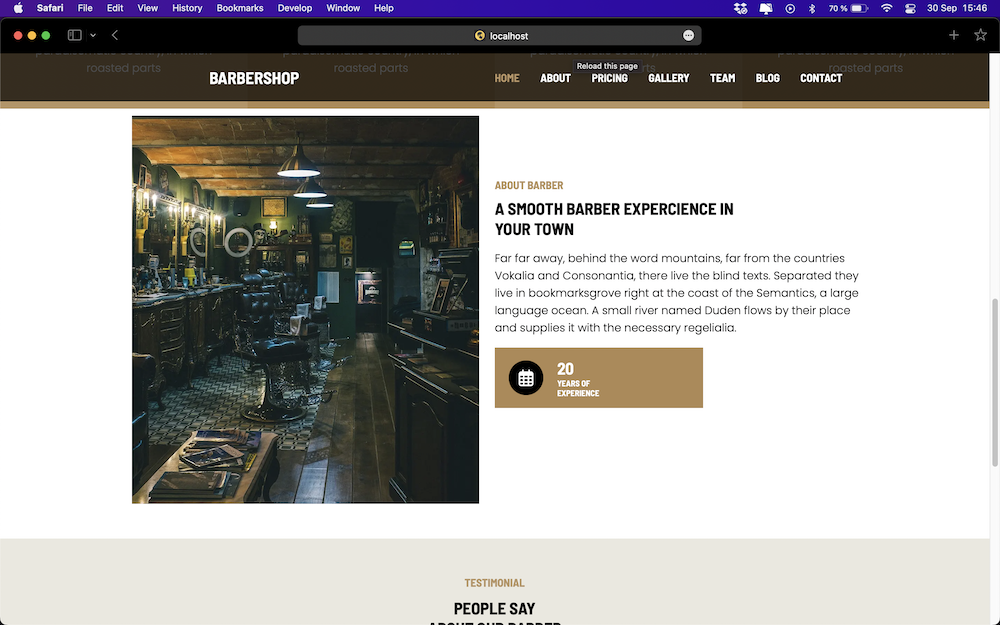 Safari File Edit View History Bookmarks Develop Window Help 70 % 30 Sep 15:46
localhost
Reload this page
roasted parts roasted parts roasted parts
BARBERSHOP HOME ABOUT PRICING GALLERY TEAM BLOG CONTACT
ABOUT BARBER
A SMOOTH BARBER EXPERCIENCE IN
YOUR TOWN
Far far away, behind the word mountains, far from the countries
Vokalia and Consonantia, there live the blind texts. Separated they
live in bookmarksgrove right at the coast of the Semantics, a large
language ocean. A small river named Duden flows by their place
and supplies it with the necessary regelialia.
20
YEARS OF
EXPERIENCE
TESTIMONIAL
PEOPLE SAY
ABOUT OUR BARBER